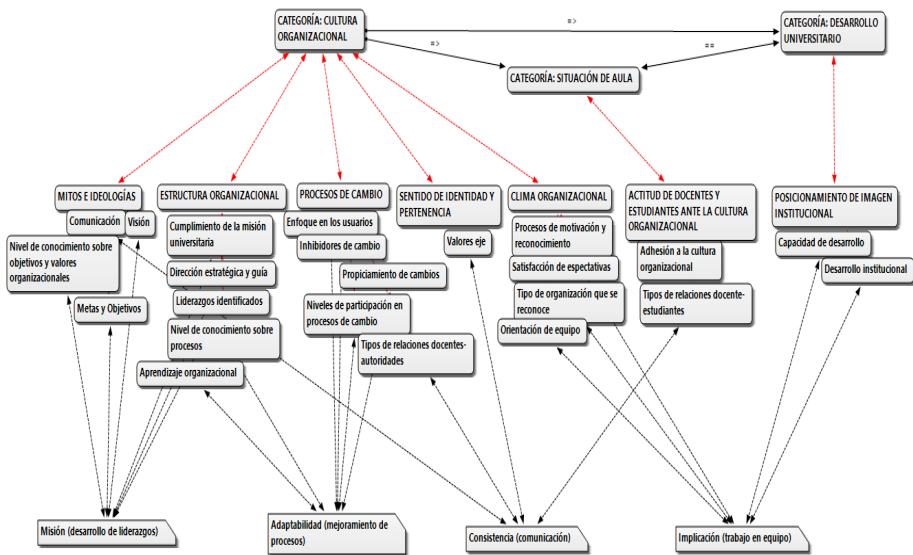 CATEGORÍA: CULTURA
ORGANIZACIONAL
=>
CATEGORÍA: DESARROLLO
UNIVERSITARIO
=>
==
CATEGORÍA: SITUACIÓN DE AULA
MITOS E IDEOLOGÍAS
Comunicación
Visión
Nivel de conocimiento sobre
objetivos y valores
organizacionales
Metas y Objetivos
ESTRUCTURA ORGANIZACIONAL
Cumplimiento de la misión
universitaria
Dirección estratégica y guía
Liderazgos identificados
Nivel de conocimiento sobre
procesos
Aprendizaje organizacional
PROCESOS DE CAMBIO
Enfoque en los usuarios
Inhibidores de cambio
Propiciamiento de cambios
Niveles de participación en
procesos de cambio
Tipos de relaciones docentes-
autoridades
SENTIDO DE IDENTIDAD Y
PERTENENCIA
Valores eje
CLIMA ORGANIZACIONAL
Procesos de motivación y
reconocimiento
Satisfacción de espectativas
Tipo de organización que se
reconoce
Orientación de equipo
ACTITUD DE DOCENTES Y
ESTUDIANTES ANTE LA CULTURA
ORGANIZACIONAL
Adhesión a la cultura
organizacional
Tipos de relaciones docente-
estudiantes
POSICIONAMIENTO DE IMAGEN
INSTITUCIONAL
Capacidad de desarrollo
Desarrollo institucional
Misión (desarrollo de liderazgos)
Adaptabilidad (mejoramiento de
procesos)
Consistencia (comunicación)
Implicación (trabajo en equipo)